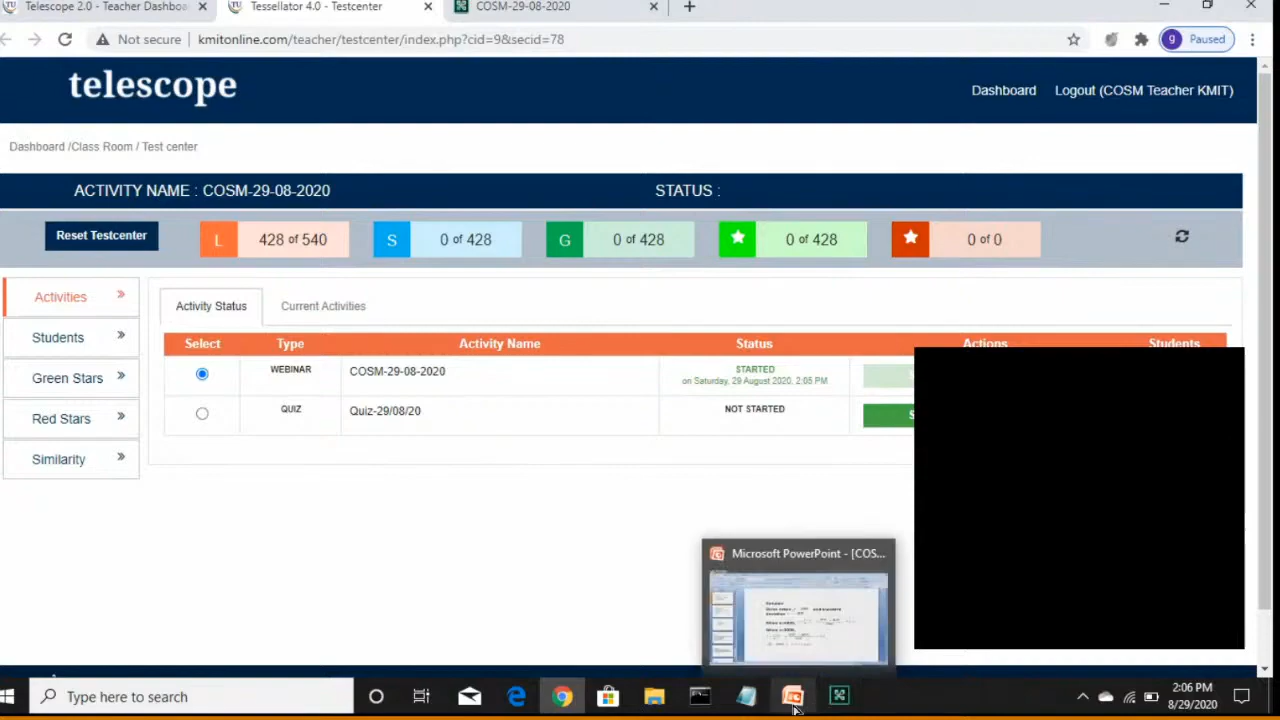 Telescope 2.0 - Teacher Dashboa
Tessellator 4.0 - Testcenter
COSM-29-08-2020
Not secure
kmitonline.com/teacher/testcenter/index.php?cid=9&secid=78
9 Paused
telescope
Dashboard
Logout (COSM Teacher KMIT)
Dashboard /Class Room / Test center
ACTIVITY NAME : COSM-29-08-2020
STATUS :
Reset Testcenter
L 428 of 540
S 0 of 428
G 0 of 428
0 of 428
0 of 0
Activities »
Students »
Green Stars »
Red Stars »
Similarity »
Activity Status
Current Activities
Select Type Activity Name Status Actions Students
WEBINAR COSM-29-08-2020 STARTED
on Saturday, 29 August 2020, 2:05 PM
QUIZ Quiz-29/08/20 NOT STARTED
Microsoft PowerPoint - [COS...
Type here to search
2:06 PM
8/29/2020